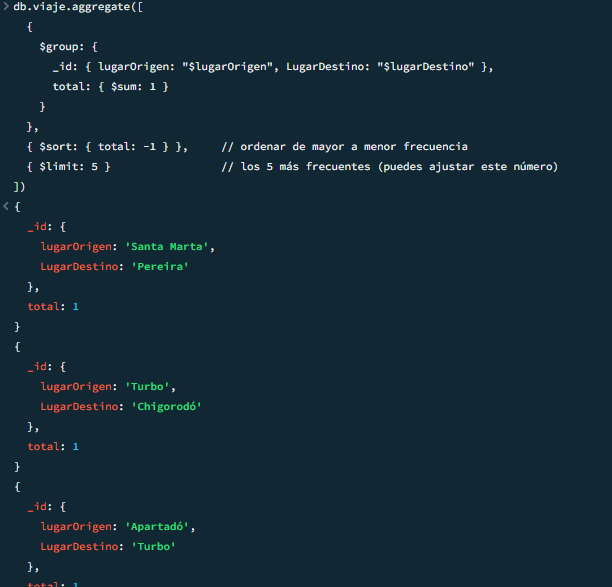 > db.viaje.aggregate([
{
$group: {
_id: { lugarOrigen: "$lugarOrigen", LugarDestino: "$lugarDestino" },
total: { $sum: 1 }
}
},
{ $sort: { total: -1 } },     // ordenar de mayor a menor frecuencia
{ $limit: 5 }                 // los 5 más frecuentes (puedes ajustar este número)
])
< {
_id: {
lugarOrigen: 'Santa Marta',
LugarDestino: 'Pereira'
},
total: 1
}
{
_id: {
lugarOrigen: 'Turbo',
LugarDestino: 'Chigorodó'
},
total: 1
}
{
_id: {
lugarOrigen: 'Apartadó',
LugarDestino: 'Turbo'
},
total: 1